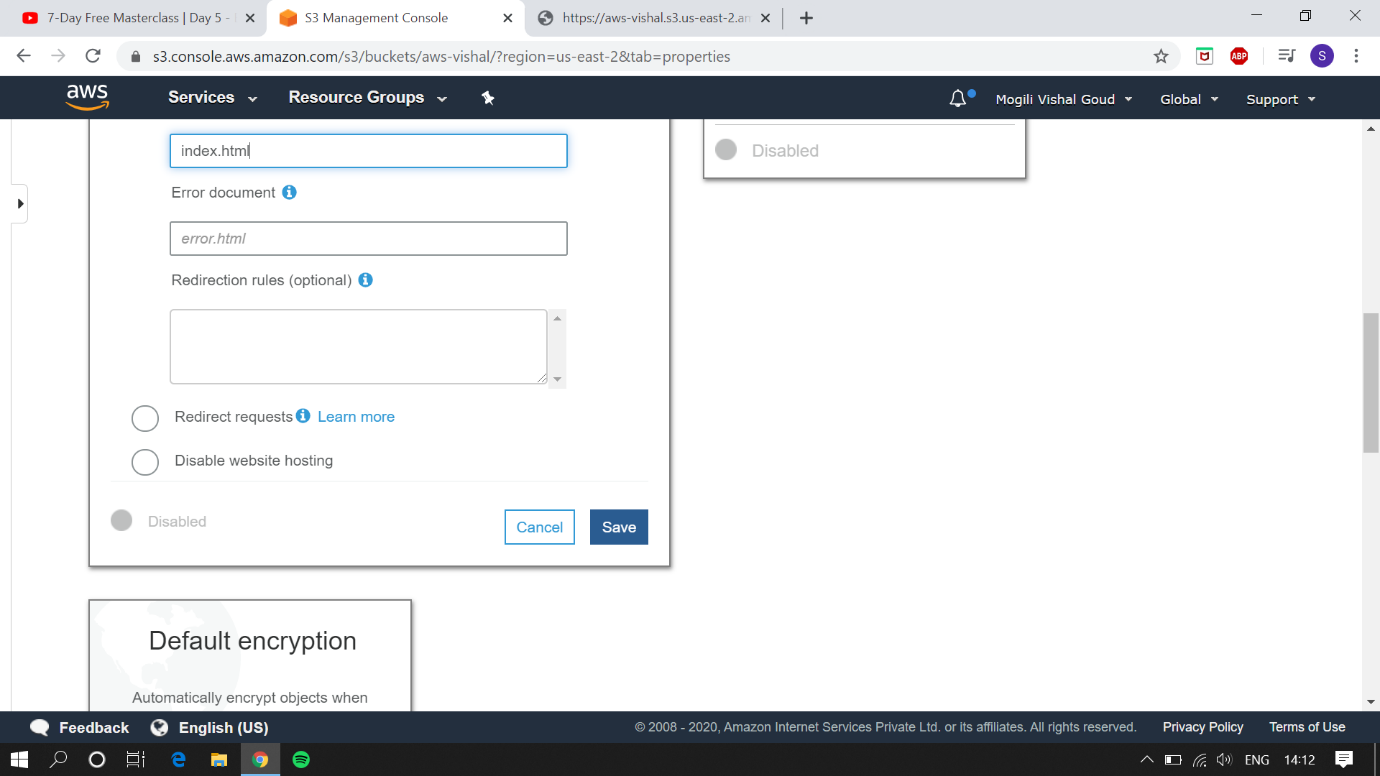 7-Day Free Masterclass | Day 5 -
S3 Management Console
https://aws-vishal.s3.us-east-2.am
s3.console.aws.amazon.com/s3/buckets/aws-vishal/?region=us-east-2&tab=properties
ABP
S
aws
Services
Resource Groups
Mogili Vishal Goud
Global
Support
index.html
Disabled
Error document
error.html
Redirection rules (optional)
Redirect requests Learn more
Disable website hosting
Disabled
Cancel
Save
Default encryption
Automatically encrypt objects when
Feedback
English (US)
© 2008 - 2020, Amazon Internet Services Private Ltd. or its affiliates. All rights reserved.
Privacy Policy
Terms of Use
ENG
14:12